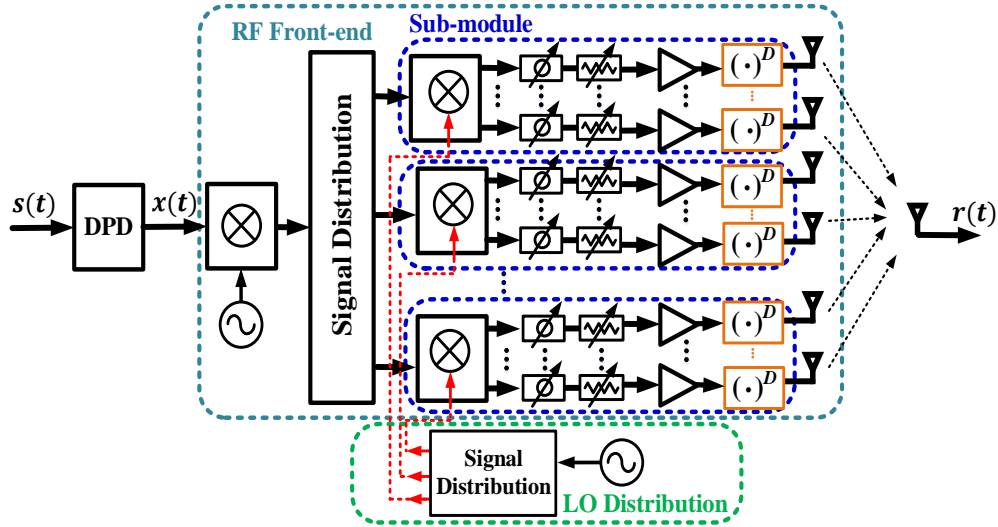 RF Front-end
Sub-module
s(t)
DPD
x(t)
Signal Distribution
(·)^D
(·)^D
(·)^D
(·)^D
(·)^D
(·)^D
r(t)
Signal
Distribution
LO Distribution